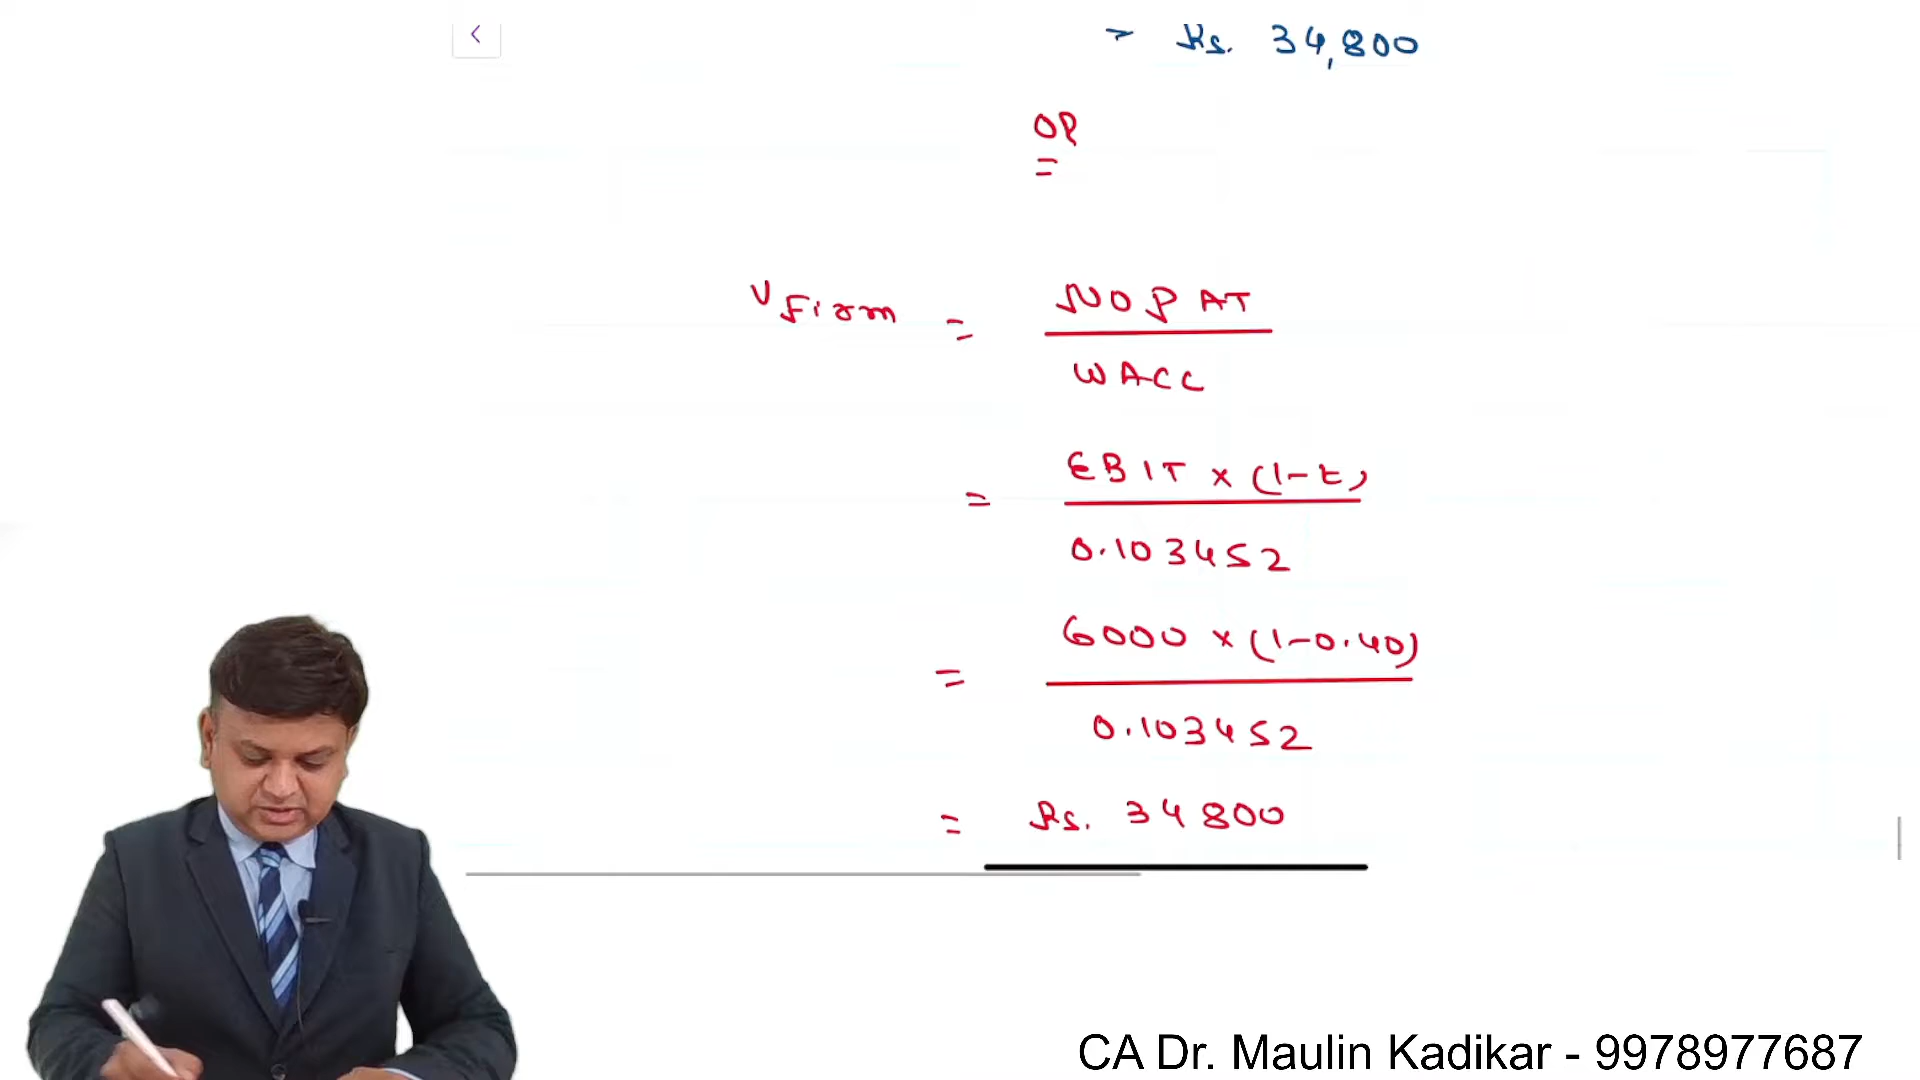 = Rs. 34,800
OR
=
V Firm = NOPAT
WACC
= EBIT × (1-t)
0.103452
= 6000 × (1-0.40)
0.103452
= Rs. 34800
CA Dr. Maulin Kadikar - 9978977687